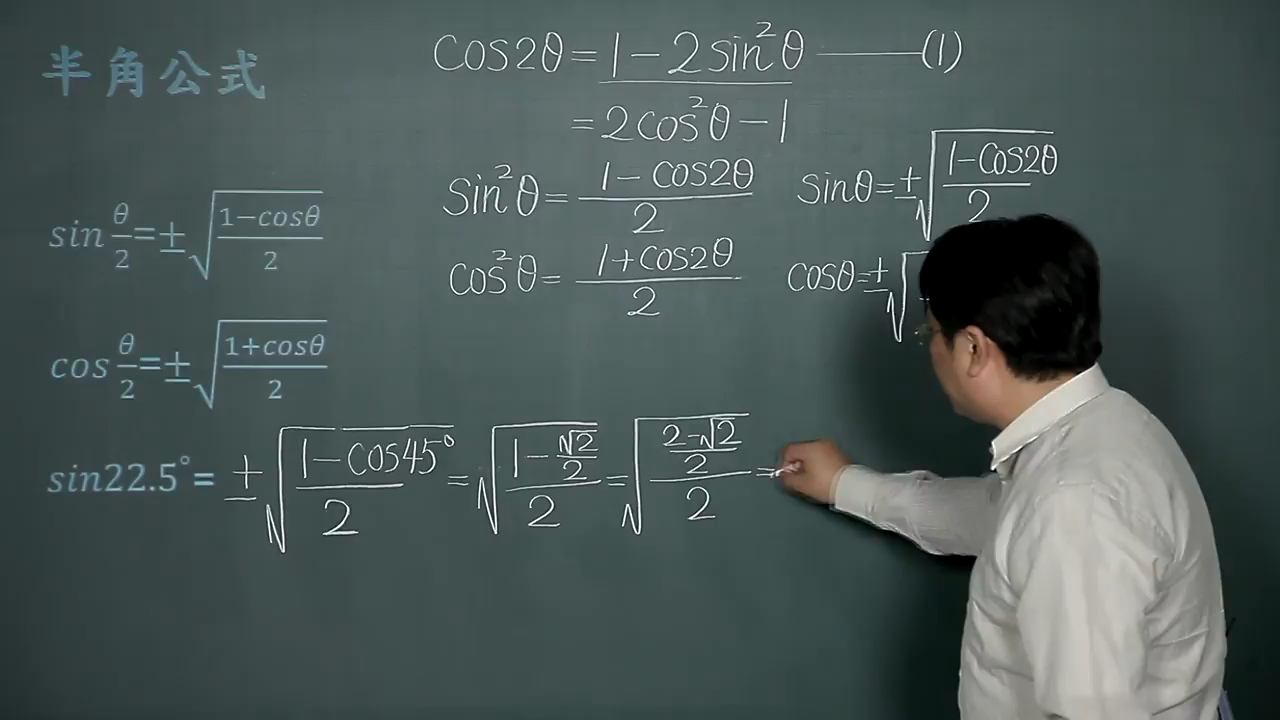 半角公式
cos2θ = 1 - 2sin²θ ——— (1)
= 2cos²θ - 1
sin²θ = (1 - cos2θ)/2
sinθ = ±√((1 - cos2θ)/2)
cos²θ = (1 + cos2θ)/2
cosθ = ±√
sin θ/2 = ±√((1-cosθ)/2)
cos θ/2 = ±√((1+cosθ)/2)
sin22.5° = ±√((1 - cos45°)/2) = √((1 - √2/2)/2) = √(((2-√2)/2)/2) =